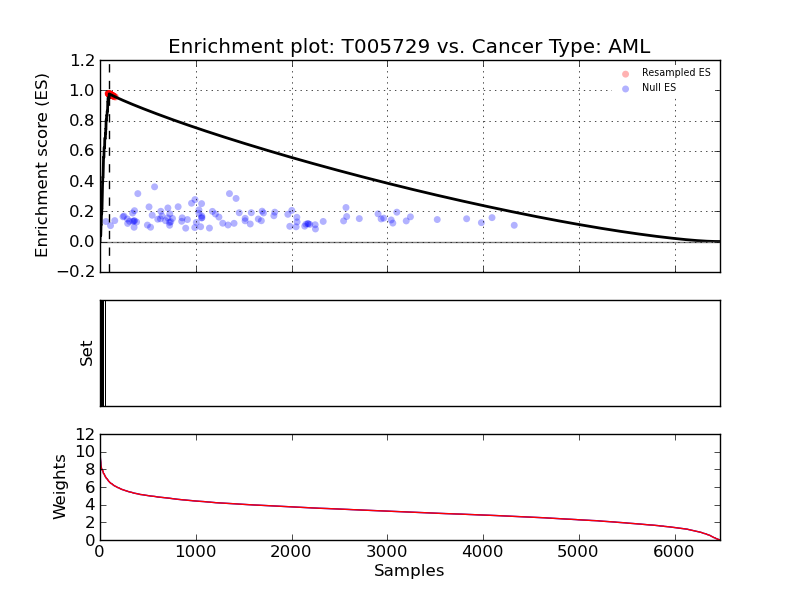 Enrichment plot: T005729 vs. Cancer Type: AML
1.2
1.0
0.8
0.6
0.4
0.2
0.0
−0.2
Enrichment score (ES)
Resampled ES
Null ES
Set
12
10
8
6
4
2
0
Weights
0 1000 2000 3000 4000 5000 6000
Samples